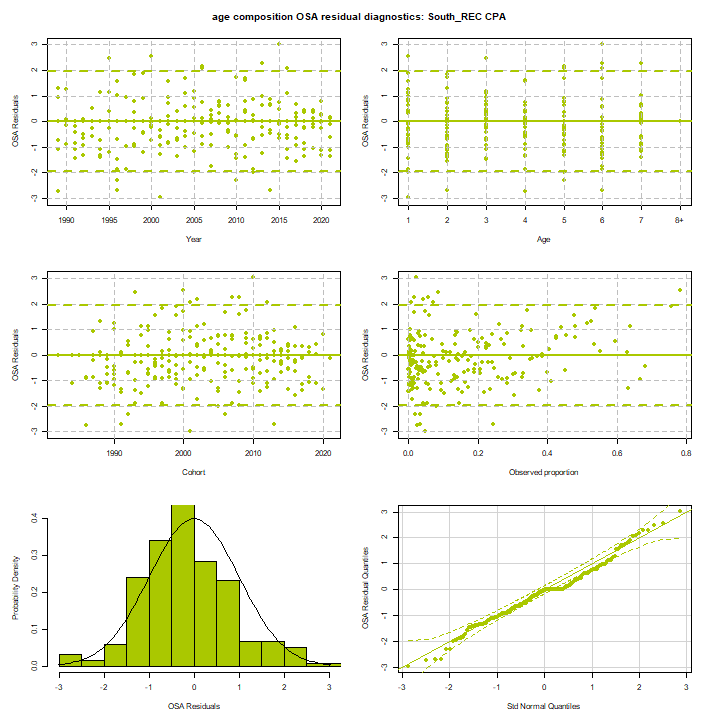 age composition OSA residual diagnostics: South_REC CPA
OSA Residuals
3
2
1
0
-1
-2
-3
1990 1995 2000 2005 2010 2015 2020
Year
OSA Residuals
3
2
1
0
-1
-2
-3
1 2 3 4 5 6 7 8+
Age
OSA Residuals
3
2
1
0
-1
-2
-3
1990 2000 2010 2020
Cohort
OSA Residuals
3
2
1
0
-1
-2
-3
0.0 0.2 0.4 0.6 0.8
Observed proportion
Probability Density
0.4
0.3
0.2
0.1
0.0
-3 -2 -1 0 1 2 3
OSA Residuals
OSA Residual Quantiles
3
2
1
0
-1
-2
-3
-3 -2 -1 0 1 2 3
Std Normal Quantiles